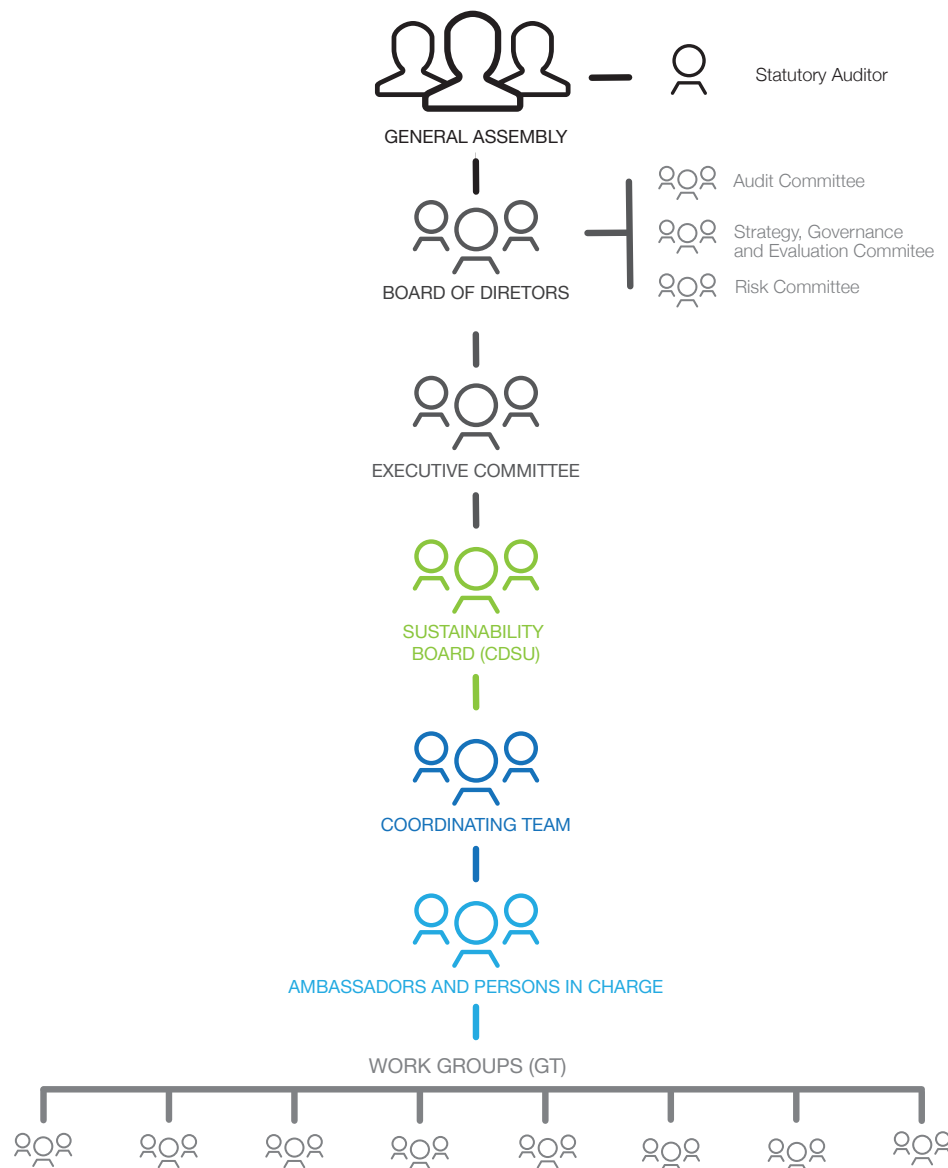 Statutory Auditor
GENERAL ASSEMBLY
Audit Committee
Strategy, Governance
and Evaluation Commitee
Risk Committee
BOARD OF DIRETORS
EXECUTIVE COMMITTEE
SUSTAINABILITY
BOARD (CDSU)
COORDINATING TEAM
AMBASSADORS AND PERSONS IN CHARGE
WORK GROUPS (GT)